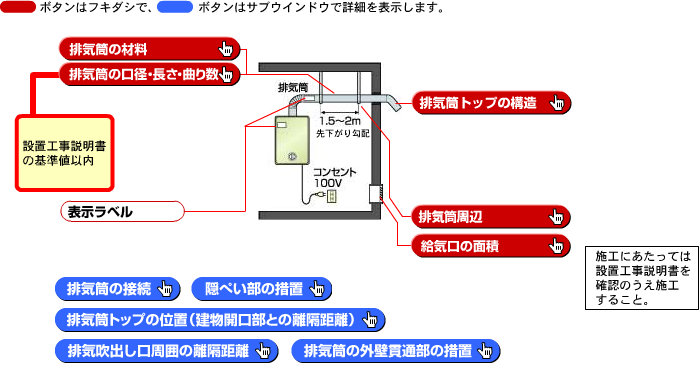 ボタンはフキダシで、 ボタンはサブウインドウで詳細を表示します。
排気筒の材料
排気筒の口径・長さ・曲り数
排気筒
排気筒トップの構造
1.5～2m
先下がり勾配
設置工事説明書
の基準値以内
コンセント
100V
表示ラベル
排気筒周辺
給気口の面積
施工にあたっては
設置工事説明書を
確認のうえ施工
すること。
排気筒の接続
隠ぺい部の措置
排気筒トップの位置（建物開口部との離隔距離）
排気吹出し口周囲の離隔距離
排気筒の外壁貫通部の措置